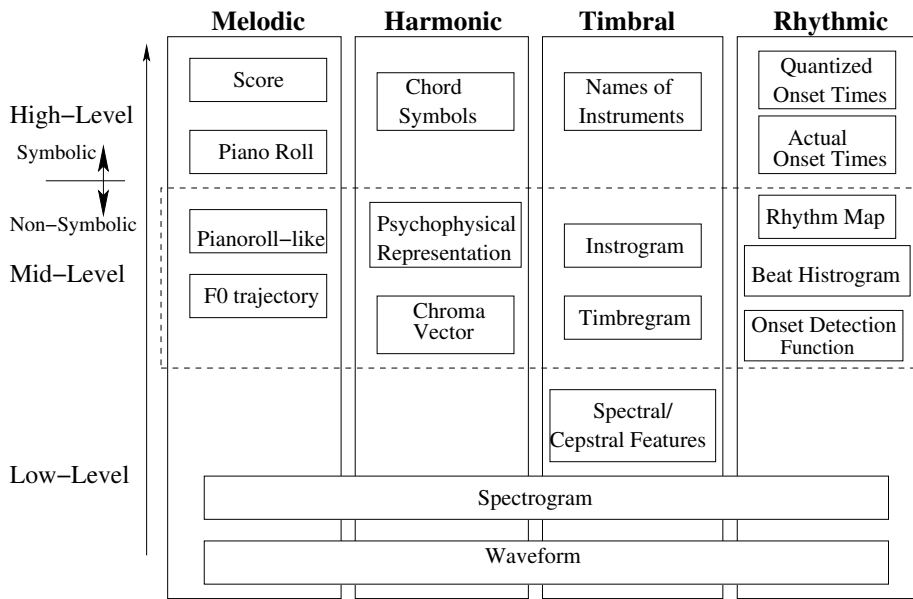 Melodic
Harmonic
Timbral
Rhythmic
High−Level
Symbolic
Non−Symbolic
Mid−Level
Low−Level
Score
Piano Roll
Pianoroll−like
F0 trajectory
Chord
Symbols
Psychophysical
Representation
Chroma
Vector
Names of
Instruments
Instrogram
Timbregram
Spectral/
Cepstral Features
Quantized
Onset Times
Actual
Onset Times
Rhythm Map
Beat Histrogram
Onset Detection
Function
Spectrogram
Waveform